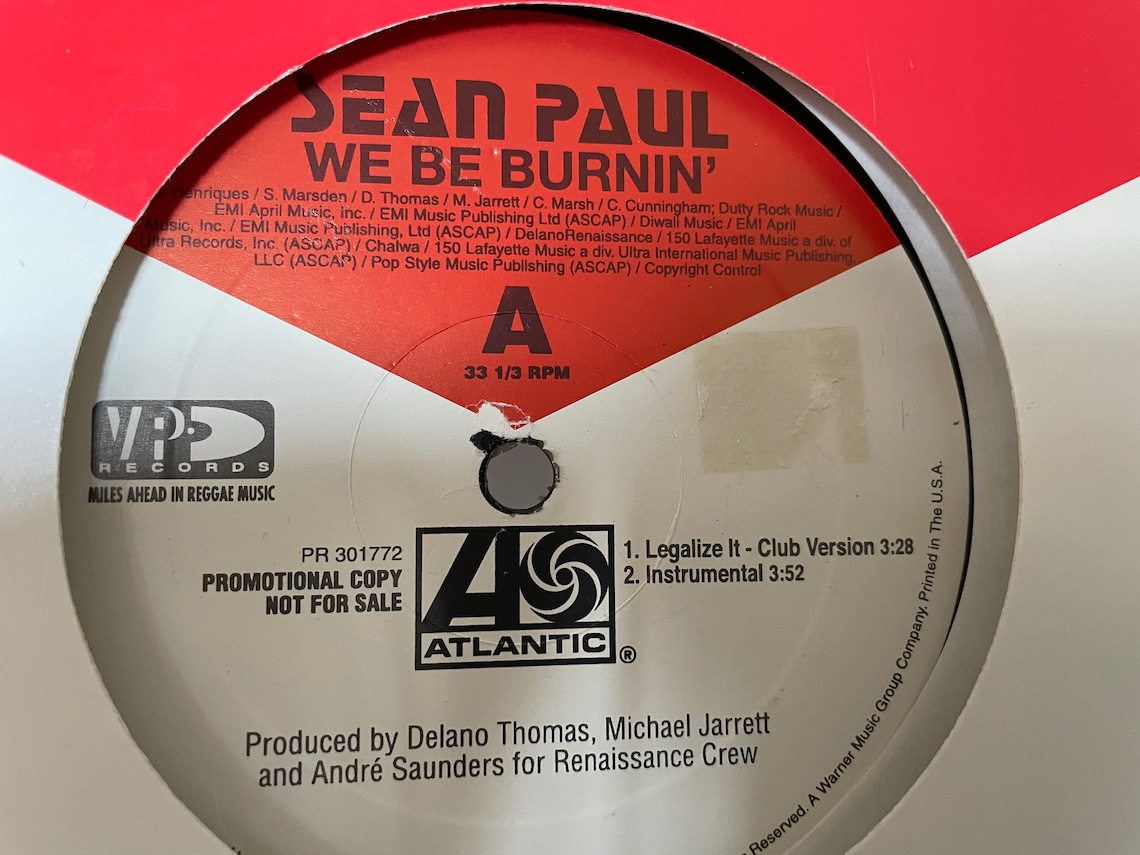 SEAN PAUL
WE BE BURNIN'
Henriques / S. Marsden / D. Thomas / M. Jarrett / C. Marsh / C. Cunningham; Dutty Rock Music /
EMI April Music, inc. / EMI Music Publishing Ltd (ASCAP) / Diwali Music / EMI April
Music, Inc. / EMI Music Publishing, Ltd (ASCAP) / DelanoRenaissance / 150 Lafayette Music a div. of
Ultra Records, Inc. (ASCAP) / Chalwa / 150 Lafayette Music a div. Ultra International Music Publishing,
LLC (ASCAP) / Pop Style Music Publishing (ASCAP) / Copyright Control
A
33 1/3 RPM
VP
RECORDS
MILES AHEAD IN REGGAE MUSIC
PR 301772
PROMOTIONAL COPY
NOT FOR SALE
ATLANTIC®
1. Legalize It - Club Version 3:28
2. Instrumental 3:52
Produced by Delano Thomas, Michael Jarrett
and André Saunders for Renaissance Crew
Reserved. A Warner Music Group Company. Printed in The U.S.A.